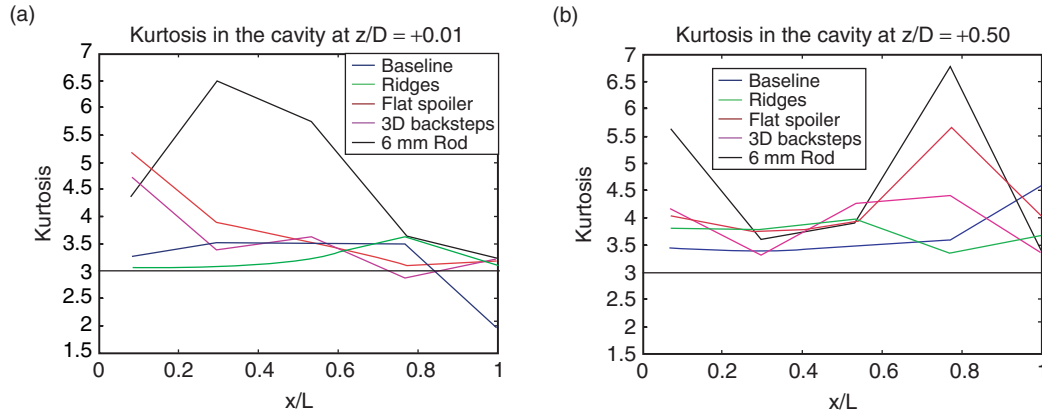 (a)
Kurtosis in the cavity at z/D = +0.01
7
6.5
6
5.5
5
4.5
4
3.5
3
2.5
2
1.5
Kurtosis
Baseline
Ridges
Flat spoiler
3D backsteps
6 mm Rod
0
0.2
0.4
0.6
0.8
1
x/L
(b)
Kurtosis in the cavity at z/D = +0.50
7
6.5
6
5.5
5
4.5
4
3.5
3
2.5
2
1.5
Kurtosis
Baseline
Ridges
Flat spoiler
3D backsteps
6 mm Rod
0
0.2
0.4
0.6
0.8
1
x/L